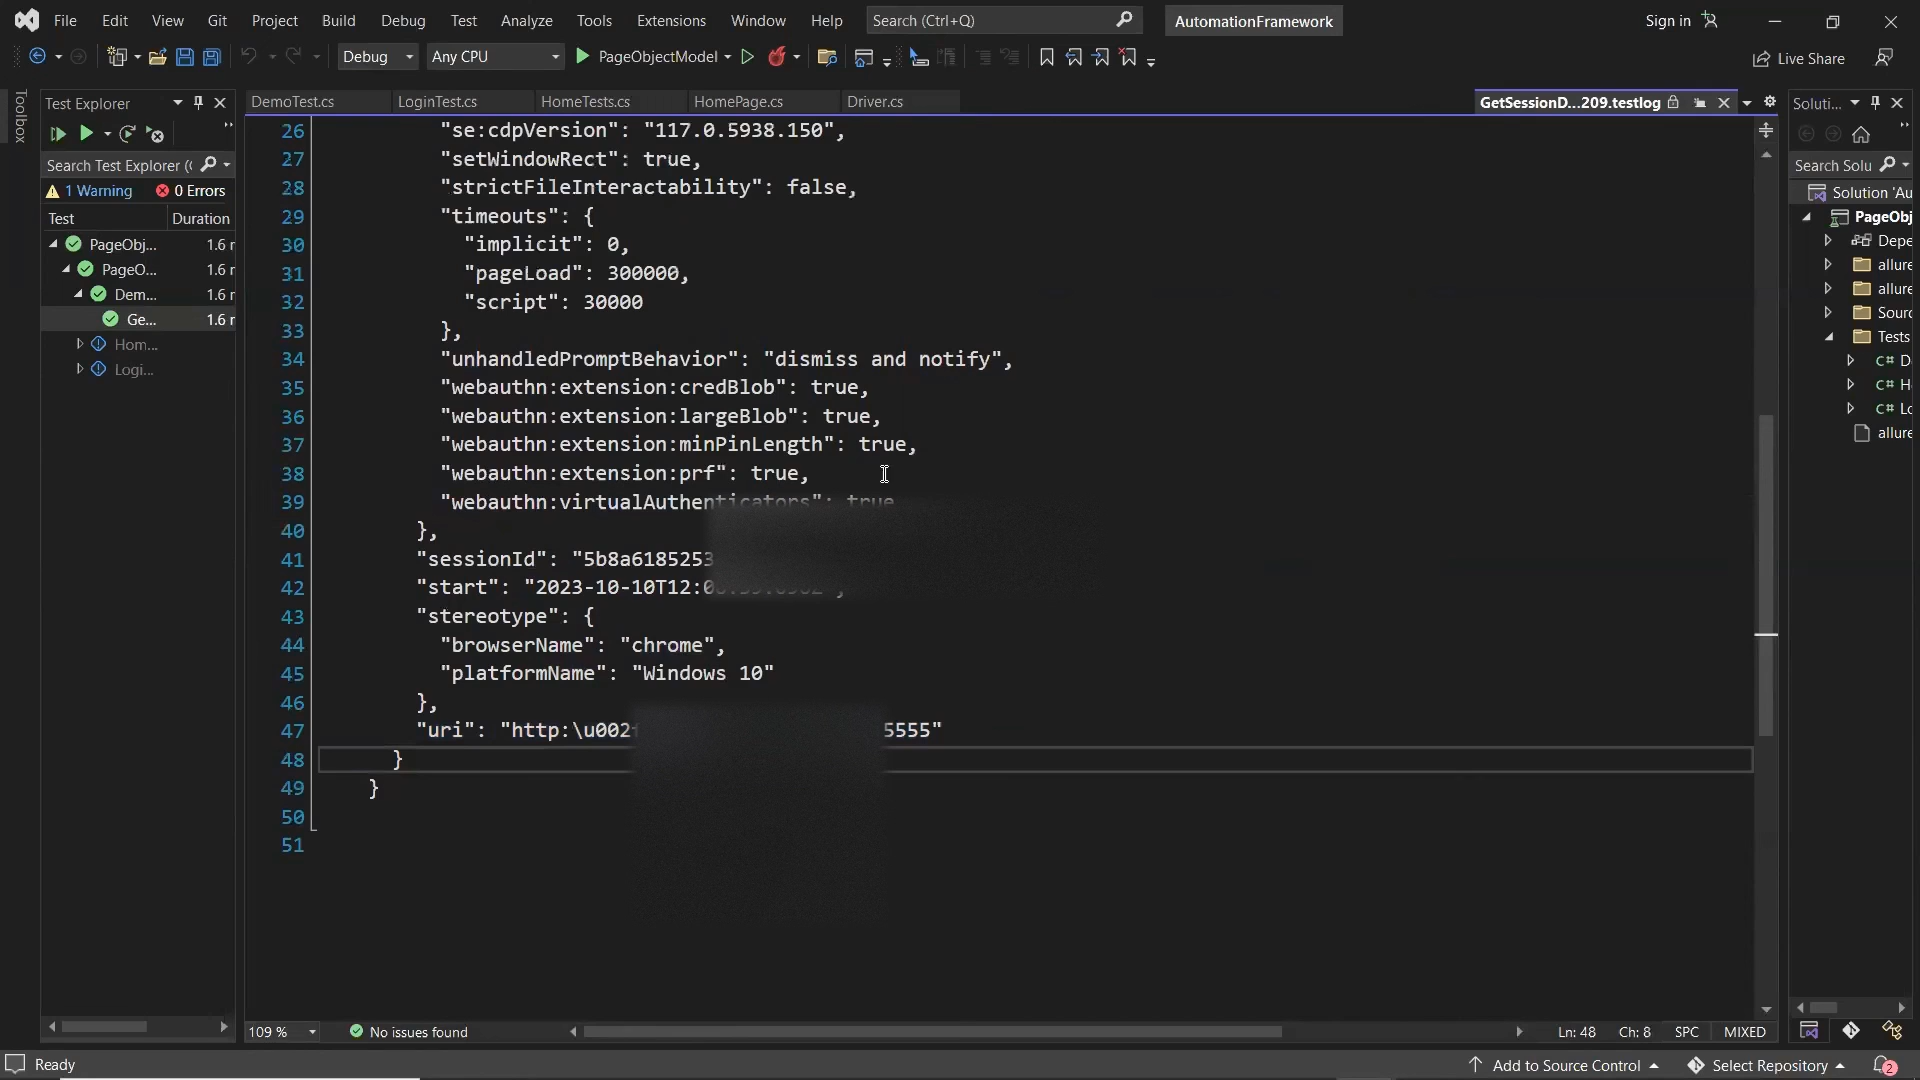 File Edit View Git Project Build Debug Test Analyze Tools Extensions Window Help Search (Ctrl+Q) AutomationFramework Sign in
Debug Any CPU PageObjectModel Live Share
Toolbox
Test Explorer
Search Test Explorer (
1 Warning 0 Errors
Test Duration
PageObj... 1.6
PageO... 1.6
Dem... 1.6
Ge... 1.6
Hom...
Logi...
DemoTest.cs LoginTest.cs HomeTests.cs HomePage.cs Driver.cs GetSessionD...209.testlog
26 "se:cdpVersion": "117.0.5938.150",
27 "setWindowRect": true,
28 "strictFileInteractability": false,
29 "timeouts": {
30 "implicit": 0,
31 "pageLoad": 300000,
32 "script": 30000
33 },
34 "unhandledPromptBehavior": "dismiss and notify",
35 "webauthn:extension:credBlob": true,
36 "webauthn:extension:largeBlob": true,
37 "webauthn:extension:minPinLength": true,
38 "webauthn:extension:prf": true,
39 "webauthn:virtualAuthenticators": true
40 },
41 "sessionId": "5b8a6185253
42 "start": "2023-10-10T12:0
43 "stereotype": {
44 "browserName": "chrome",
45 "platformName": "Windows 10"
46 },
47 "uri": "http:\u002 5555"
48 }
49 }
50
51
109 % No issues found Ln: 48 Ch: 8 SPC MIXED
Soluti...
Search Solu
Solution 'Au
PageObj
Depe
allure
allure
Sourc
Tests
C# D
C# H
C# Lo
allure
Ready Add to Source Control Select Repository 2